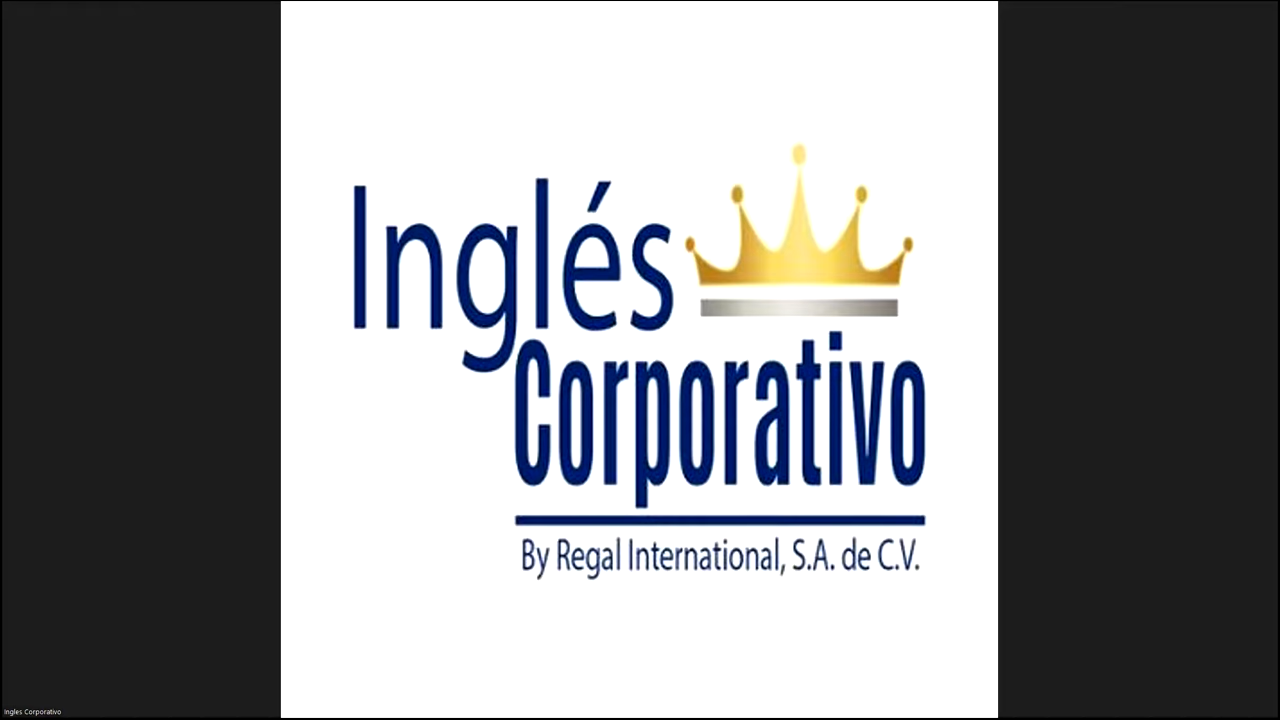 Inglés
Corporativo
By Regal International, S.A. de C.V.
Ingles Corporativo